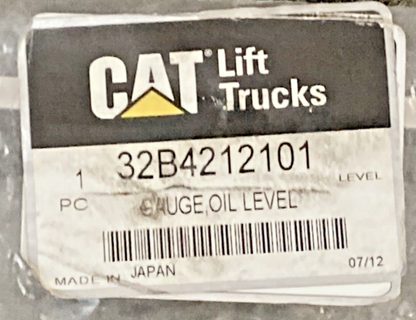 CAT® Lift
Trucks
1 32B4212101 LEVEL
PC GAUGE,OIL LEVEL
MADE IN JAPAN 07/12